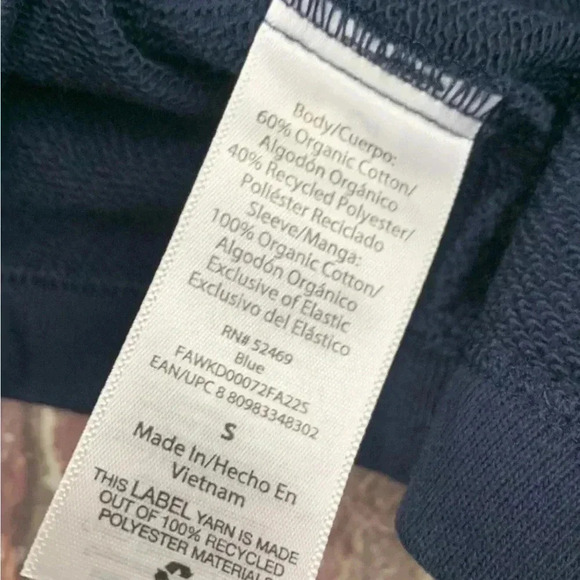 Body/Cuerpo:
60% Organic Cotton/
Algodón Orgánico
40% Recycled Polyester/
Poliéster Reciclado
Sleeve/Manga:
100% Organic Cotton/
Algodón Orgánico
Exclusive of Elastic
Exclusivo del Elástico
RN# 52469
Blue
FAWKD00072FA22S
EAN/UPC 8 80983348302
S
Made In/Hecho En
Vietnam
THIS LABEL YARN IS MADE
OUT OF 100% RECYCLED
POLYESTER MATERIALS